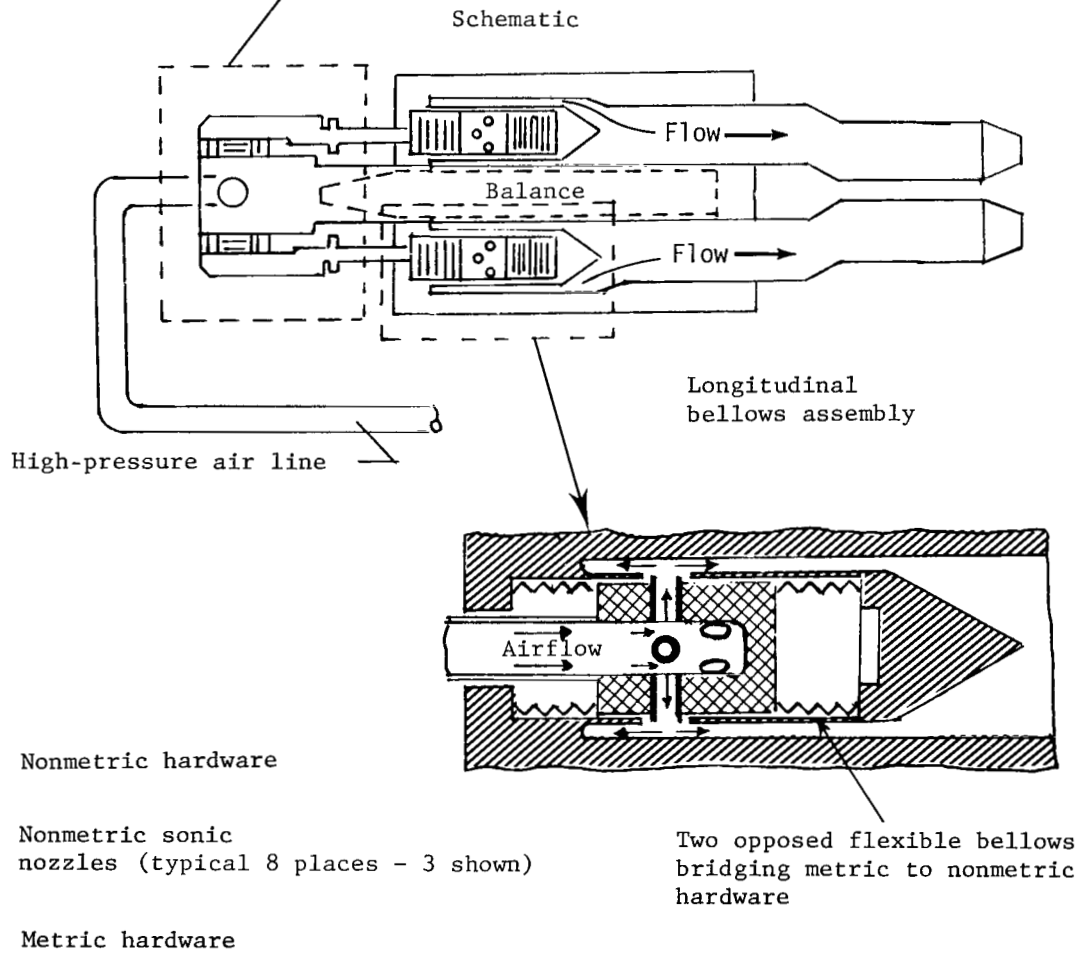 Schematic
Flow
Balance
Flow
Longitudinal
bellows assembly
High-pressure air line
Airflow
Nonmetric hardware
Nonmetric sonic
nozzles (typical 8 places - 3 shown)
Two opposed flexible bellows
bridging metric to nonmetric
hardware
Metric hardware